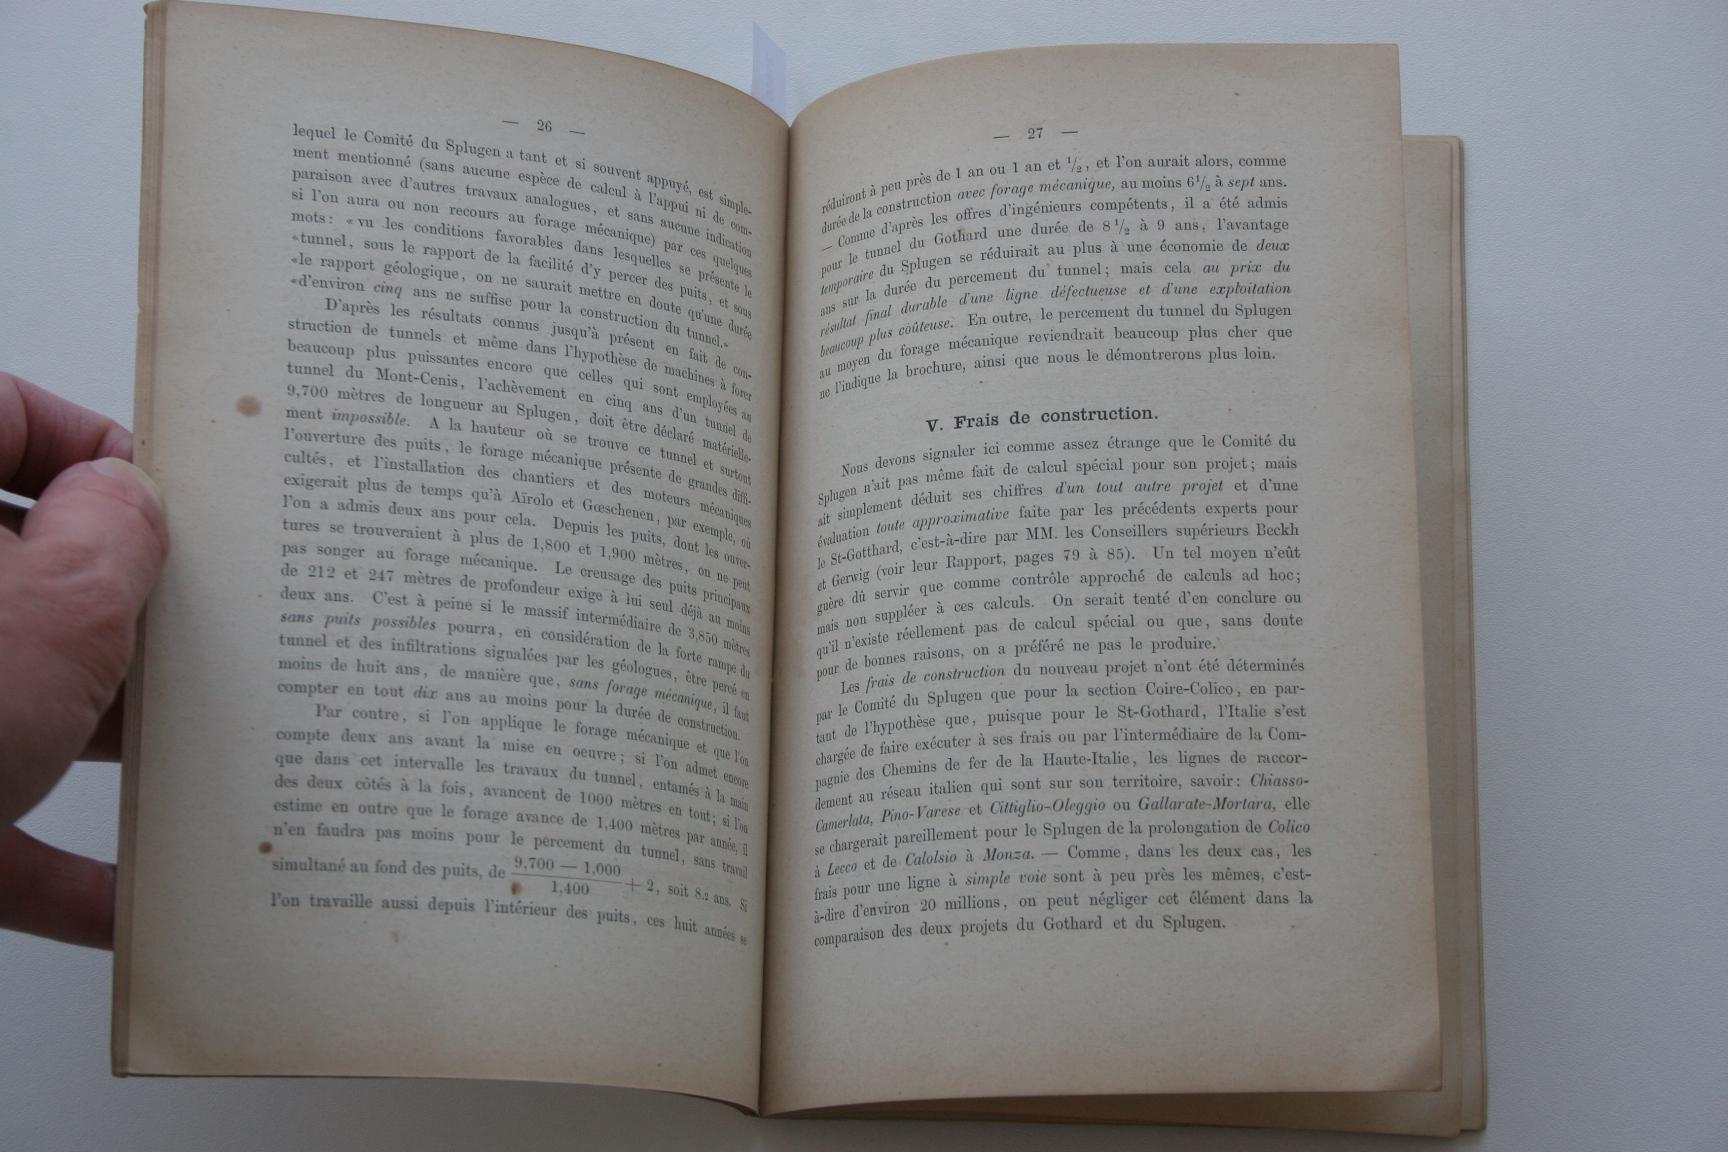 — 26 —
lequel le Comité du Splugen a tant et si souvent appuyé, est simple-
ment mentionné (sans aucune espèce de calcul à l'appui ni de com-
paraison avec d'autres travaux analogues, et sans aucune indication
si l'on aura ou non recours au forage mécanique) par ces quelques
mots: « vu les conditions favorables dans lesquelles se présente le
«tunnel, sous le rapport de la facilité d'y percer des puits, et sous
«le rapport géologique, on ne saurait mettre en doute qu'une durée
«d'environ cinq ans ne suffise pour la construction du tunnel.»
D'après les résultats connus jusqu'à présent en fait de con-
struction de tunnels et même dans l'hypothèse de machines à forer
beaucoup plus puissantes encore que celles qui sont employées au
tunnel du Mont-Cenis, l'achèvement en cinq ans d'un tunnel de
9,700 mètres de longueur au Splugen, doit être déclaré matérielle-
ment impossible. A la hauteur où se trouve ce tunnel et surtout
l'ouverture des puits, le forage mécanique présente de grandes diffi-
cultés, et l'installation des chantiers et des moteurs mécaniques
exigerait plus de temps qu'à Aïrolo et Gœschenen, par exemple, où
l'on a admis deux ans pour cela. Depuis les puits, dont les ouver-
tures se trouveraient à plus de 1,800 et 1,900 mètres, on ne peut
pas songer au forage mécanique. Le creusage des puits principaux
de 212 et 247 mètres de profondeur exige à lui seul déjà au moins
deux ans. C'est à peine si le massif intermédiaire de 3,850 mètres
sans puits possibles pourra, en considération de la forte rampe du
tunnel et des infiltrations signalées par les géologues, être percé en
moins de huit ans, de manière que, sans forage mécanique, il faut
compter en tout dix ans au moins pour la durée de construction.
Par contre, si l'on applique le forage mécanique et que l'on
compte deux ans avant la mise en oeuvre; si l'on admet encore
que dans cet intervalle les travaux du tunnel, entamés à la main
des deux côtés à la fois, avancent de 1000 mètres en tout; si l'on
estime en outre que le forage avance de 1,400 mètres par année, il
n'en faudra pas moins pour le percement du tunnel, sans travail
simultané au fond des puits, de (9,700 — 1,000)/1,400 + 2, soit 8.2 ans. Si
l'on travaille aussi depuis l'intérieur des puits, ces huit années se
— 27 —
réduiront à peu près de 1 an ou 1 an et 1/2, et l'on aurait alors, comme
durée de la construction avec forage mécanique, au moins 6 1/2 à sept ans.
— Comme d'après les offres d'ingénieurs compétents, il a été admis
pour le tunnel du Gothard une durée de 8 1/2 à 9 ans, l'avantage
temporaire du Splugen se réduirait au plus à une économie de deux
ans sur la durée du percement du tunnel; mais cela au prix du
résultat final durable d'une ligne défectueuse et d'une exploitation
beaucoup plus coûteuse. En outre, le percement du tunnel du Splugen
au moyen du forage mécanique reviendrait beaucoup plus cher que
ne l'indique la brochure, ainsi que nous le démontrerons plus loin.
V. Frais de construction.
Nous devons signaler ici comme assez étrange que le Comité du
Splugen n'ait pas même fait de calcul spécial pour son projet; mais
ait simplement déduit ses chiffres d'un tout autre projet et d'une
évaluation toute approximative faite par les précédents experts pour
le St-Gotthard, c'est-à-dire par MM. les Conseillers supérieurs Beckh
et Gerwig (voir leur Rapport, pages 79 à 85). Un tel moyen n'eût
guère dû servir que comme contrôle approché de calculs ad hoc;
mais non suppléer à ces calculs. On serait tenté d'en conclure ou
qu'il n'existe réellement pas de calcul spécial ou que, sans doute
pour de bonnes raisons, on a préféré ne pas le produire.
Les frais de construction du nouveau projet n'ont été déterminés
par le Comité du Splugen que pour la section Coire-Colico, en par-
tant de l'hypothèse que, puisque pour le St-Gothard, l'Italie s'est
chargée de faire exécuter à ses frais ou par l'intermédiaire de la Com-
pagnie des Chemins de fer de la Haute-Italie, les lignes de raccor-
dement au réseau italien qui sont sur son territoire, savoir: Chiasso-
Camerlata, Pino-Varese et Cittiglio-Oleggio ou Gallarate-Mortara, elle
se chargerait pareillement pour le Splugen de la prolongation de Colico
à Lecco et de Calolsio à Monza. — Comme, dans les deux cas, les
frais pour une ligne à simple voie sont à peu près les mêmes, c'est-
à-dire d'environ 20 millions, on peut négliger cet élément dans la
comparaison des deux projets du Gothard et du Splugen.